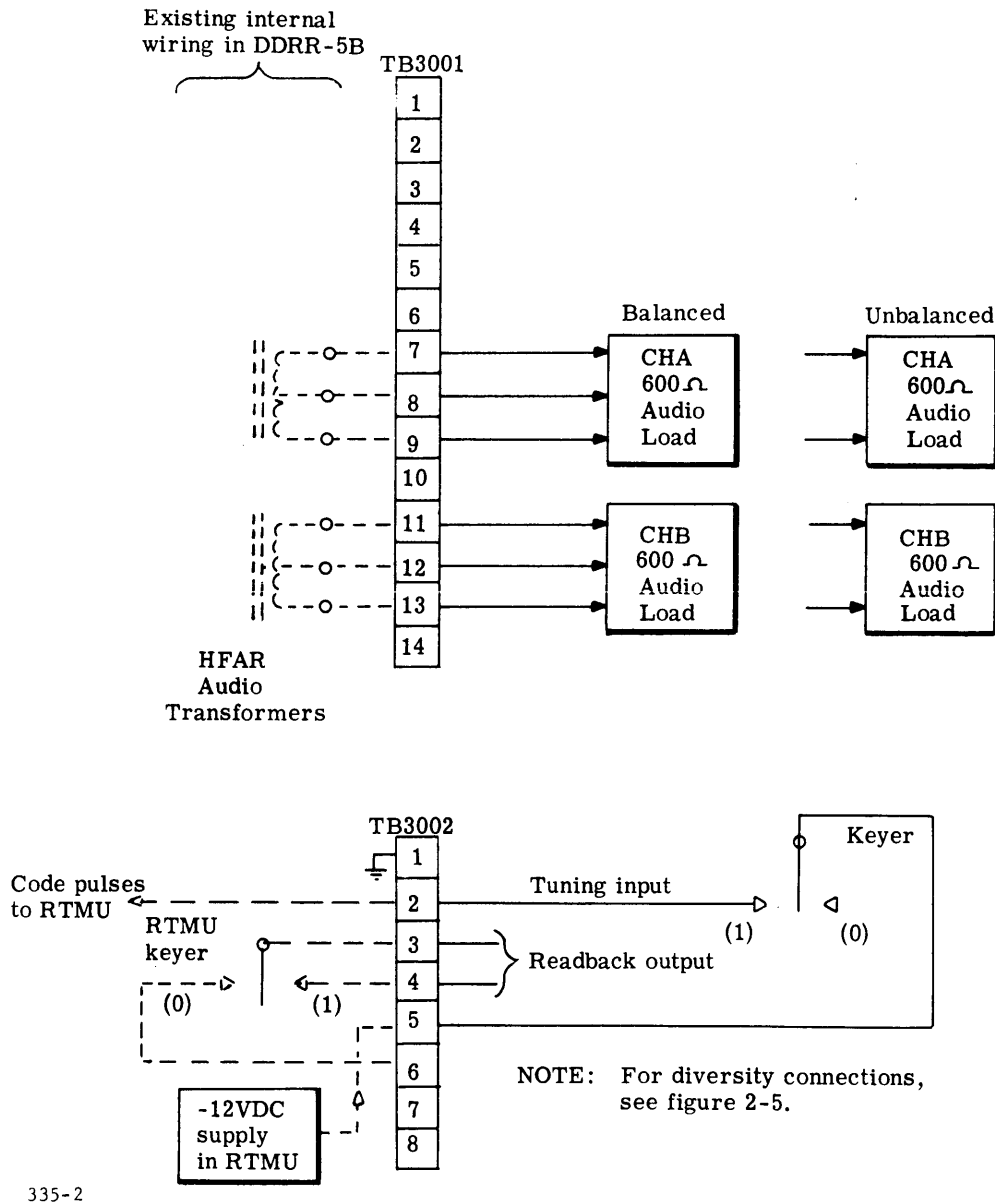 Existing internal
wiring in DDRR-5B
TB3001
1
2
3
4
5
6
7
8
9
10
11
12
13
14
Balanced
Unbalanced
CHA
600Ω
Audio
Load
CHA
600Ω
Audio
Load
CHB
600 Ω
Audio
Load
CHB
600 Ω
Audio
Load
HFAR
Audio
Transformers
TB3002
1
2
3
4
5
6
7
8
Keyer
Code pulses
to RTMU
Tuning input
(1)
(0)
RTMU
keyer
(0)
(1)
Readback output
NOTE: For diversity connections,
see figure 2-5.
-12VDC
supply
in RTMU
335-2